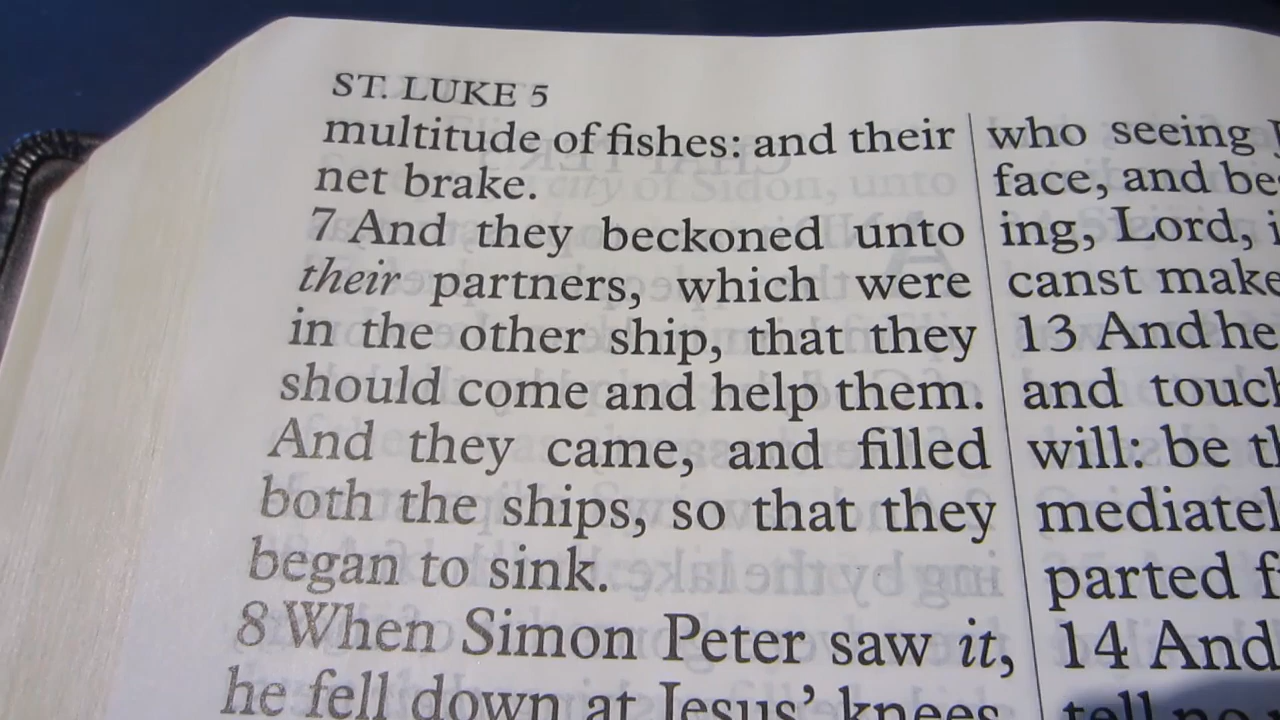 ST. LUKE 5
multitude of fishes: and their
net brake.
7 And they beckoned unto
their partners, which were
in the other ship, that they
should come and help them.
And they came, and filled
both the ships, so that they
began to sink.
8 When Simon Peter saw it,
he fell down at Jesus' knees
who seeing
face, and
ing, Lord,
canst make
13 And he
and
will: be
parted
14 And
tell no